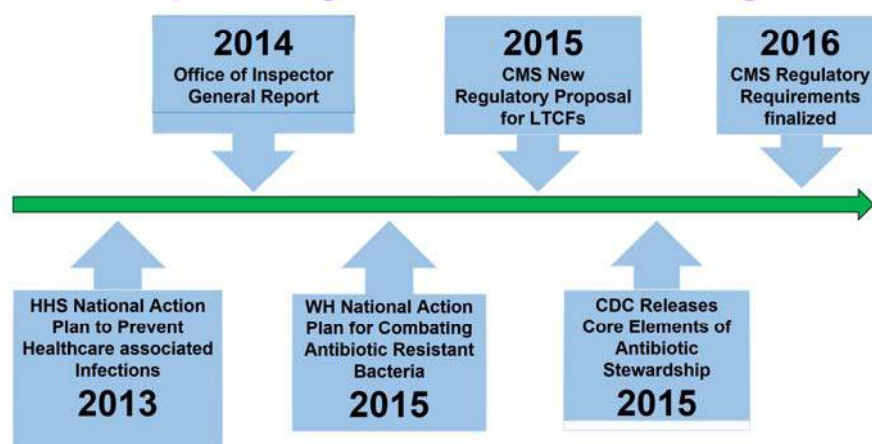 2014
Office of Inspector
General Report
2015
CMS New
Regulatory Proposal
for LTCFs
2016
CMS Regulatory
Requirements
finalized
HHS National Action
Plan to Prevent
Healthcare associated
Infections
2013
WH National Action
Plan for Combating
Antibiotic Resistant
Bacteria
2015
CDC Releases
Core Elements of
Antibiotic
Stewardship
2015